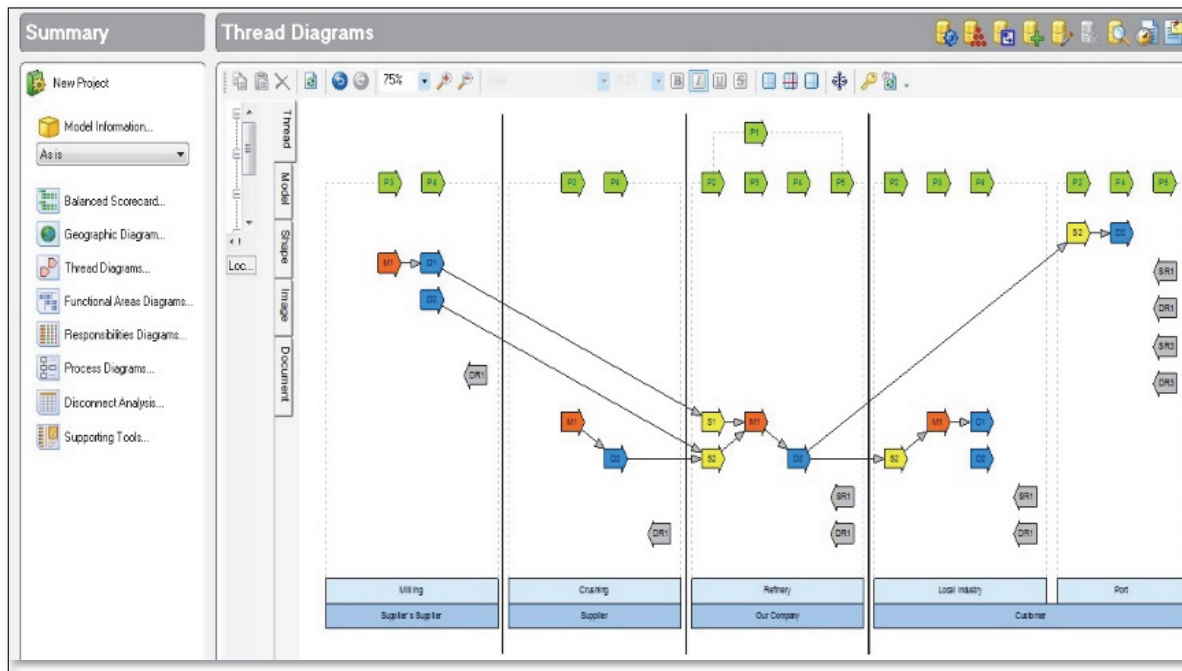 Summary
Thread Diagrams
New Project
Model Information...
As is
Balanced Scorecard...
Geographic Diagram...
Thread Diagrams...
Functional Areas Diagrams...
Responsibilities Diagrams...
Process Diagrams...
Disconnect Analysis...
Supporting Tools...
75%
B I U S
Loc...
Thread
Model
Shape
Image
Document
P1
P3 P4 P3 P4 P2 P3 P4 P5 P2 P3 P4 P2 P4 P5
S2 D2
M1 D1
SR1
D2
DR1
SR3
DR1
DR3
M1 S1 M1 M1 D1
D2 S2 D2 S2 D2
SR1 SR1
DR1 DR1 DR1
Milling Crushing Refinery Local Industry Port
Supplier's Supplier Supplier Our Company Customer